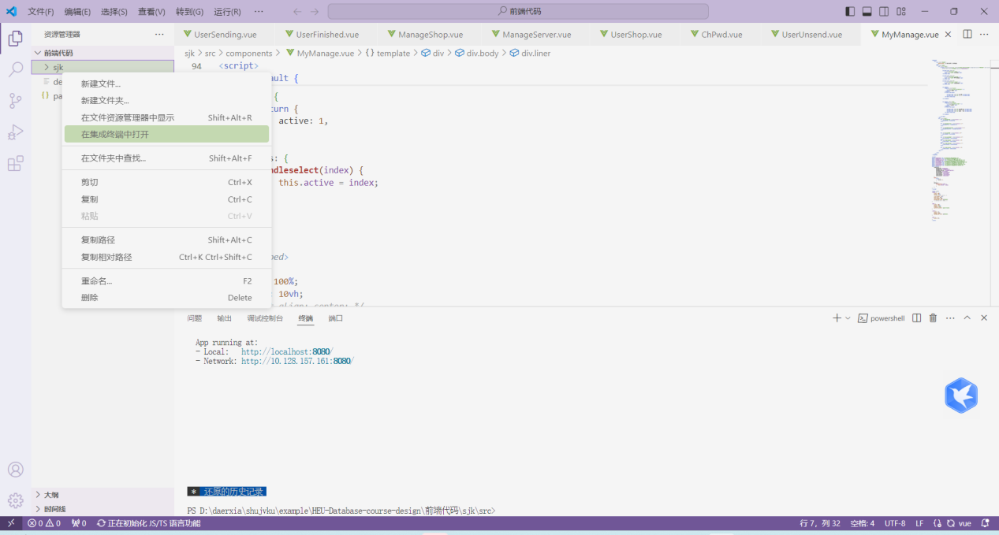 文件(F) 编辑(E) 选择(S) 查看(V) 转到(G) 运行(R) ··· 前端代码
资源管理器 ···
UserSending.vue UserFinished.vue ManageShop.vue ManageServer.vue UserShop.vue ChPwd.vue UserUnsend.vue MyManage.vue
前端代码
sjk > src > components > MyManage.vue > {} template > div > div.body > div.liner
sjk
de
pa
94 <script>
ault {
{
turn {
active: 1,
s: {
ndleselect(index) {
this.active = index;
ped>
100%;
10vh;
align: center; */
新建文件...
新建文件夹...
在文件资源管理器中显示 Shift+Alt+R
在集成终端中打开
在文件夹中查找... Shift+Alt+F
剪切 Ctrl+X
复制 Ctrl+C
粘贴 Ctrl+V
复制路径 Shift+Alt+C
复制相对路径 Ctrl+K Ctrl+Shift+C
重命名... F2
删除 Delete
问题 输出 调试控制台 终端 端口 powershell ···
App running at:
- Local: http://localhost:8080/
- Network: http://10.128.157.161:8080/
* 还原的历史记录
PS D:\daerxia\shujvku\example\HEU-Database-course-design\前端代码\sjk\src>
大纲
时间线
0 0 0 正在初始化 JS/TS 语言功能 行 7，列 32 空格: 4 UTF-8 LF vue